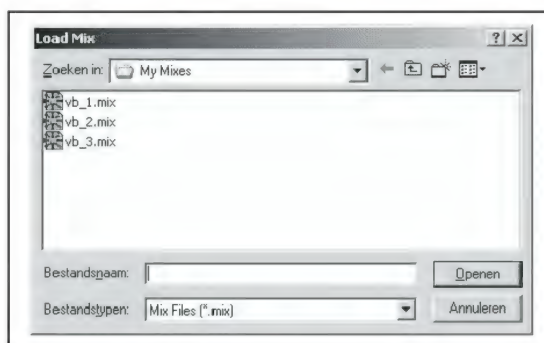 Load Mix
Zoeken in: My Mixes
vb_1.mix
vb_2.mix
vb_3.mix
Bestandsnaam:
Openen
Bestandstypen: Mix Files (*.mix)
Annuleren